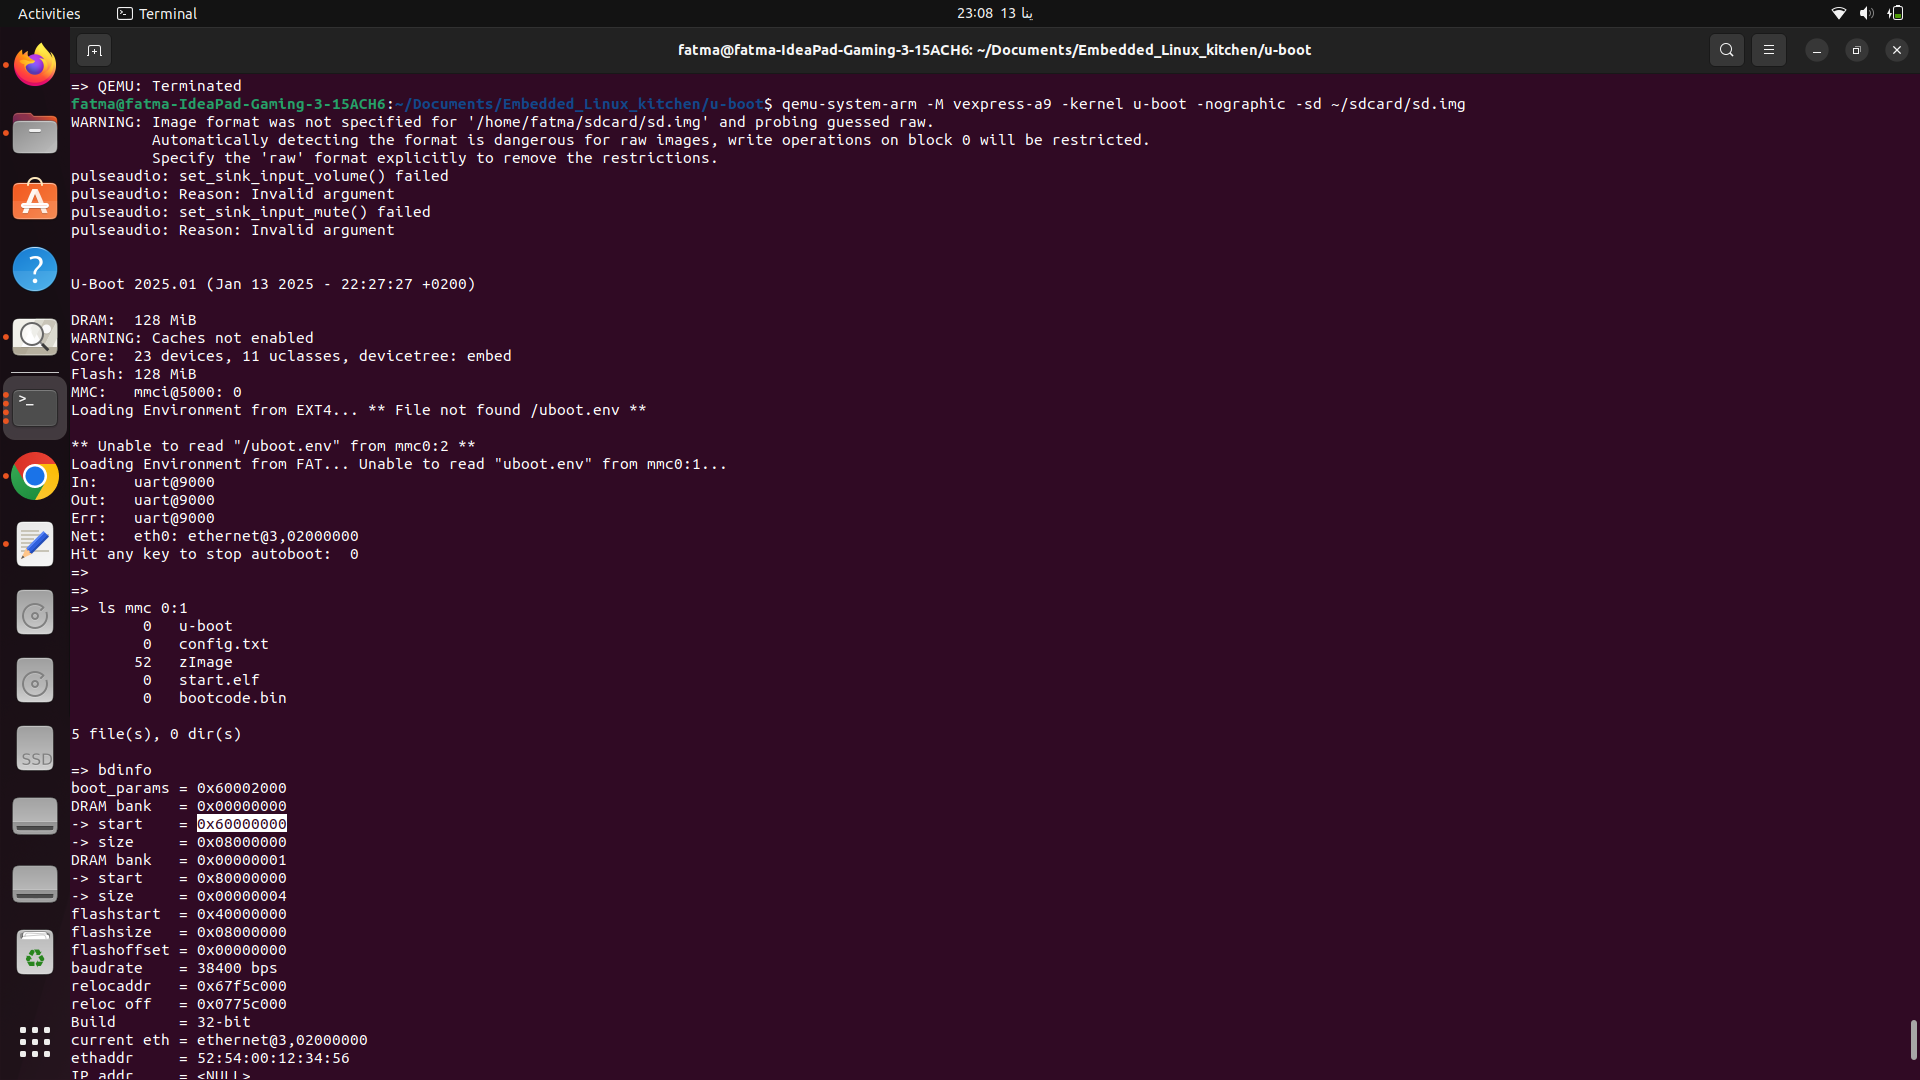 Activities
Terminal
23:08 13 ينا
fatma@fatma-IdeaPad-Gaming-3-15ACH6: ~/Documents/Embedded_Linux_kitchen/u-boot
=> QEMU: Terminated
fatma@fatma-IdeaPad-Gaming-3-15ACH6:~/Documents/Embedded_Linux_kitchen/u-boot$ qemu-system-arm -M vexpress-a9 -kernel u-boot -nographic -sd ~/sdcard/sd.img
WARNING: Image format was not specified for '/home/fatma/sdcard/sd.img' and probing guessed raw.
Automatically detecting the format is dangerous for raw images, write operations on block 0 will be restricted.
Specify the 'raw' format explicitly to remove the restrictions.
pulseaudio: set_sink_input_volume() failed
pulseaudio: Reason: Invalid argument
pulseaudio: set_sink_input_mute() failed
pulseaudio: Reason: Invalid argument
U-Boot 2025.01 (Jan 13 2025 - 22:27:27 +0200)
DRAM:  128 MiB
WARNING: Caches not enabled
Core:  23 devices, 11 uclasses, devicetree: embed
Flash: 128 MiB
MMC:   mmci@5000: 0
Loading Environment from EXT4... ** File not found /uboot.env **
** Unable to read "/uboot.env" from mmc0:2 **
Loading Environment from FAT... Unable to read "uboot.env" from mmc0:1...
In:    uart@9000
Out:   uart@9000
Err:   uart@9000
Net:   eth0: ethernet@3,02000000
Hit any key to stop autoboot:  0
=>
=>
=> ls mmc 0:1
0   u-boot
0   config.txt
52   zImage
0   start.elf
0   bootcode.bin
5 file(s), 0 dir(s)
=> bdinfo
boot_params = 0x60002000
DRAM bank   = 0x00000000
-> start    = 0x60000000
-> size     = 0x08000000
DRAM bank   = 0x00000001
-> start    = 0x80000000
-> size     = 0x00000004
flashstart  = 0x40000000
flashsize   = 0x08000000
flashoffset = 0x00000000
baudrate    = 38400 bps
relocaddr   = 0x67f5c000
reloc off   = 0x0775c000
Build       = 32-bit
current eth = ethernet@3,02000000
ethaddr     = 52:54:00:12:34:56
IP addr     = <NULL>
SSD